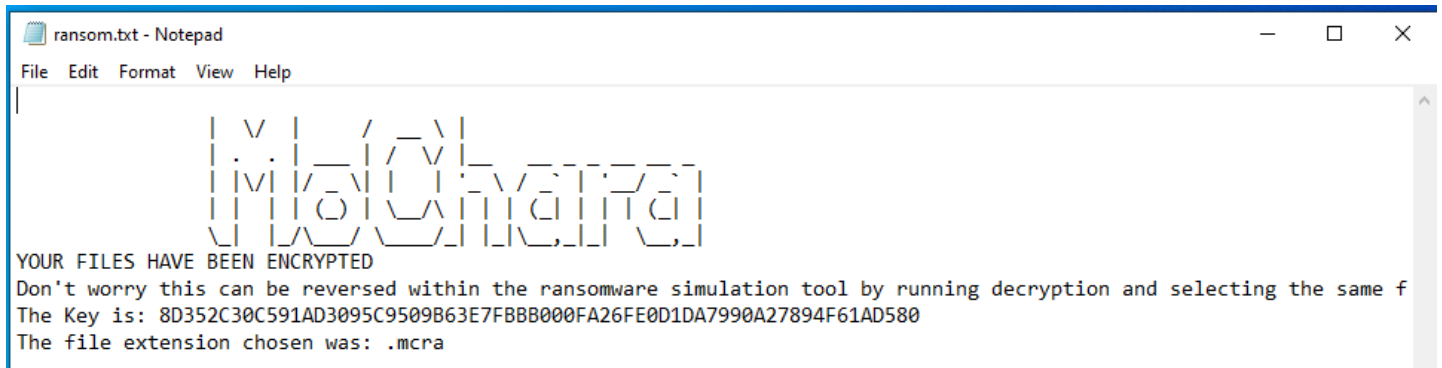 ransom.txt - Notepad
File Edit Format View Help
MoChara
YOUR FILES HAVE BEEN ENCRYPTED
Don't worry this can be reversed within the ransomware simulation tool by running decryption and selecting the same f
The Key is: 8D352C30C591AD3095C9509B63E7FBBB000FA26FE0D1DA7990A27894F61AD580
The file extension chosen was: .mcra